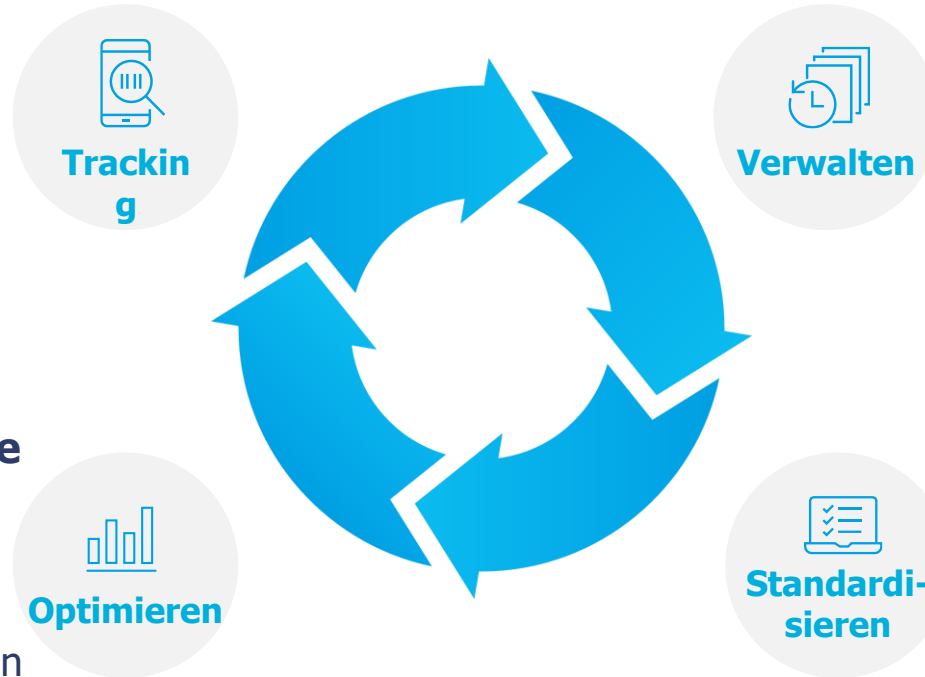 Trackin
g
Verwalten
e
Optimieren
Standardi-
sieren
n